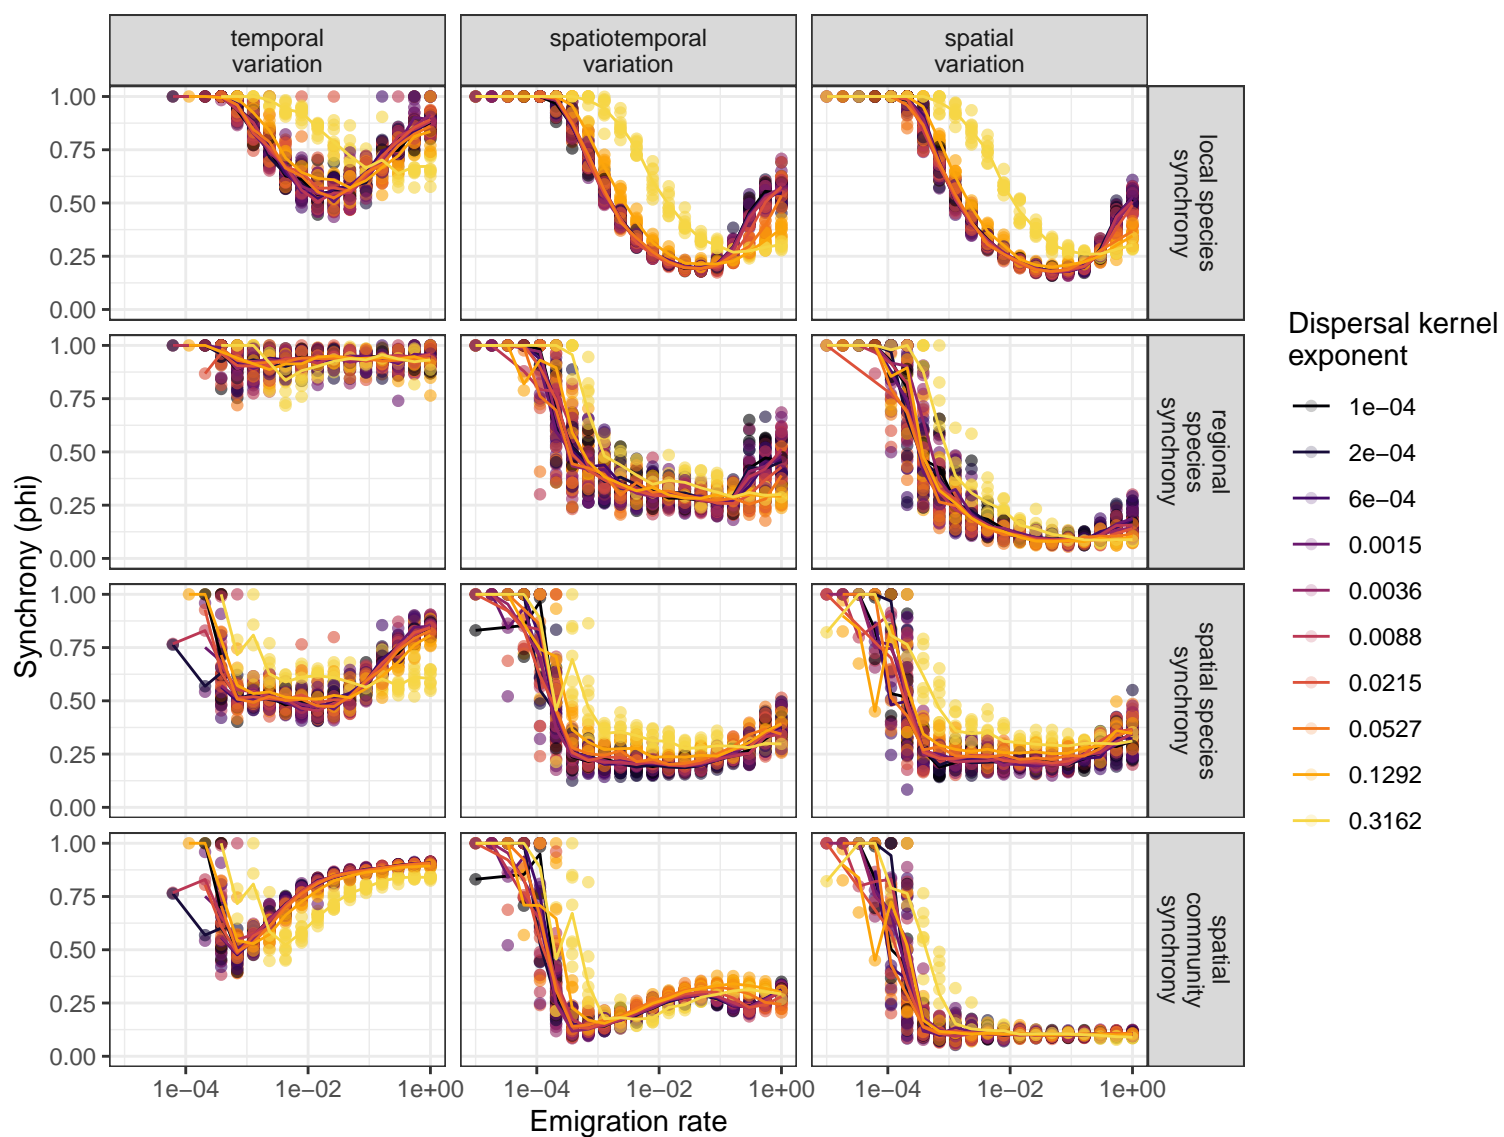 temporal
variation
spatiotemporal
variation
spatial
variation
1.00
0.75
0.50
0.25
0.00
local species
synchrony
1.00
0.75
0.50
0.25
0.00
regional
species
synchrony
1.00
0.75
0.50
0.25
0.00
spatial species
synchrony
1.00
0.75
0.50
0.25
0.00
spatial
community
synchrony
Synchrony (phi)
1e−04
1e−02
1e+00
1e−04
1e−02
1e+00
1e−04
1e−02
1e+00
Emigration rate
Dispersal kernel
exponent
1e−04
2e−04
6e−04
0.0015
0.0036
0.0088
0.0215
0.0527
0.1292
0.3162